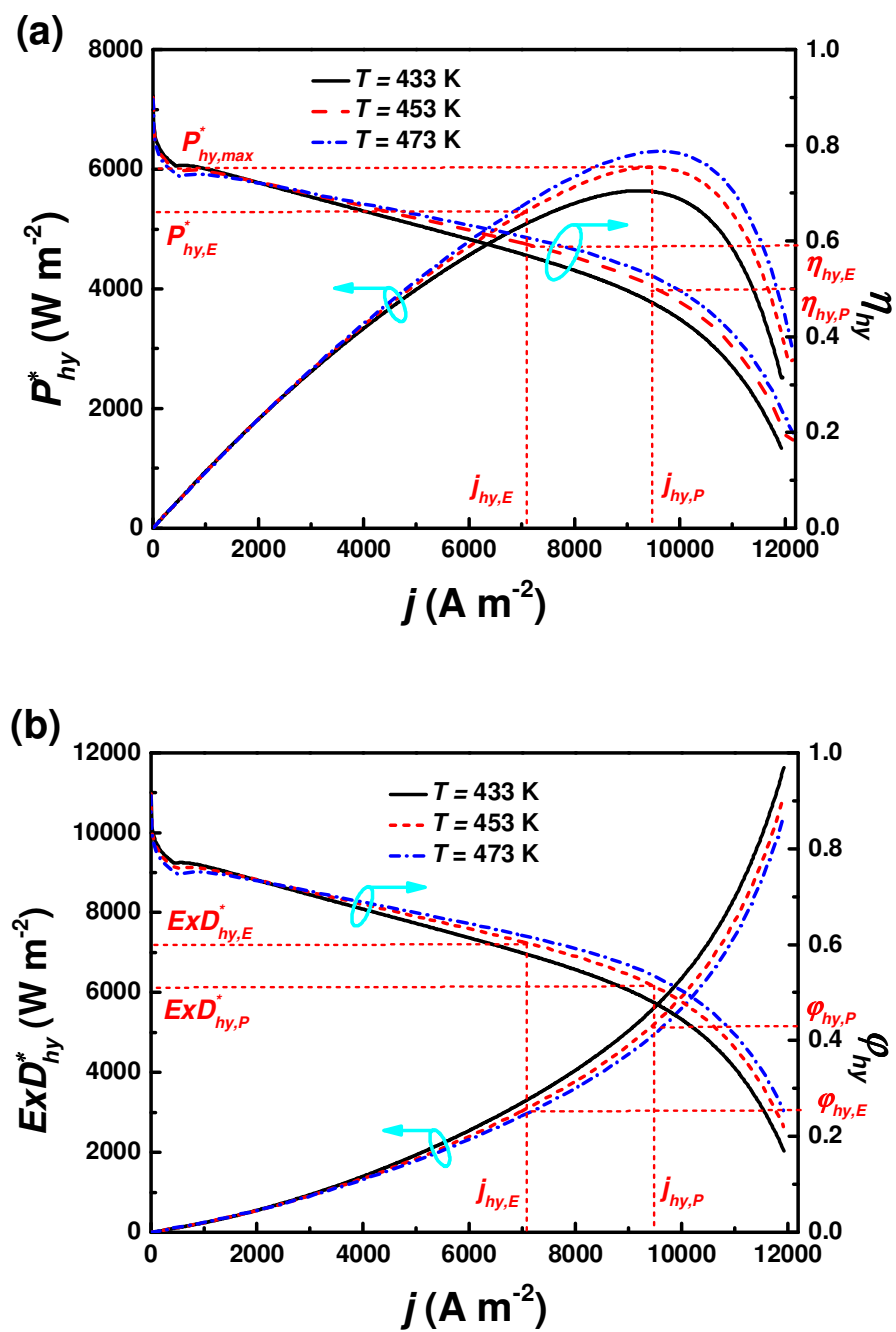 (a)
8000
6000
4000
2000
0
P*hy (W m-2)
1.0
0.8
0.6
0.4
0.2
0.0
ηhy
T = 433 K
T = 453 K
T = 473 K
P*hy,max
P*hy,E
ηhy,E
ηhy,P
jhy,E
jhy,P
0 2000 4000 6000 8000 10000 12000
j (A m-2)
(b)
12000
10000
8000
6000
4000
2000
0
ExD*hy (W m-2)
1.0
0.8
0.6
0.4
0.2
0.0
φhy
T = 433 K
T = 453 K
T = 473 K
ExD*hy,E
ExD*hy,P
φhy,P
φhy,E
jhy,E
jhy,P
0 2000 4000 6000 8000 10000 12000
j (A m-2)